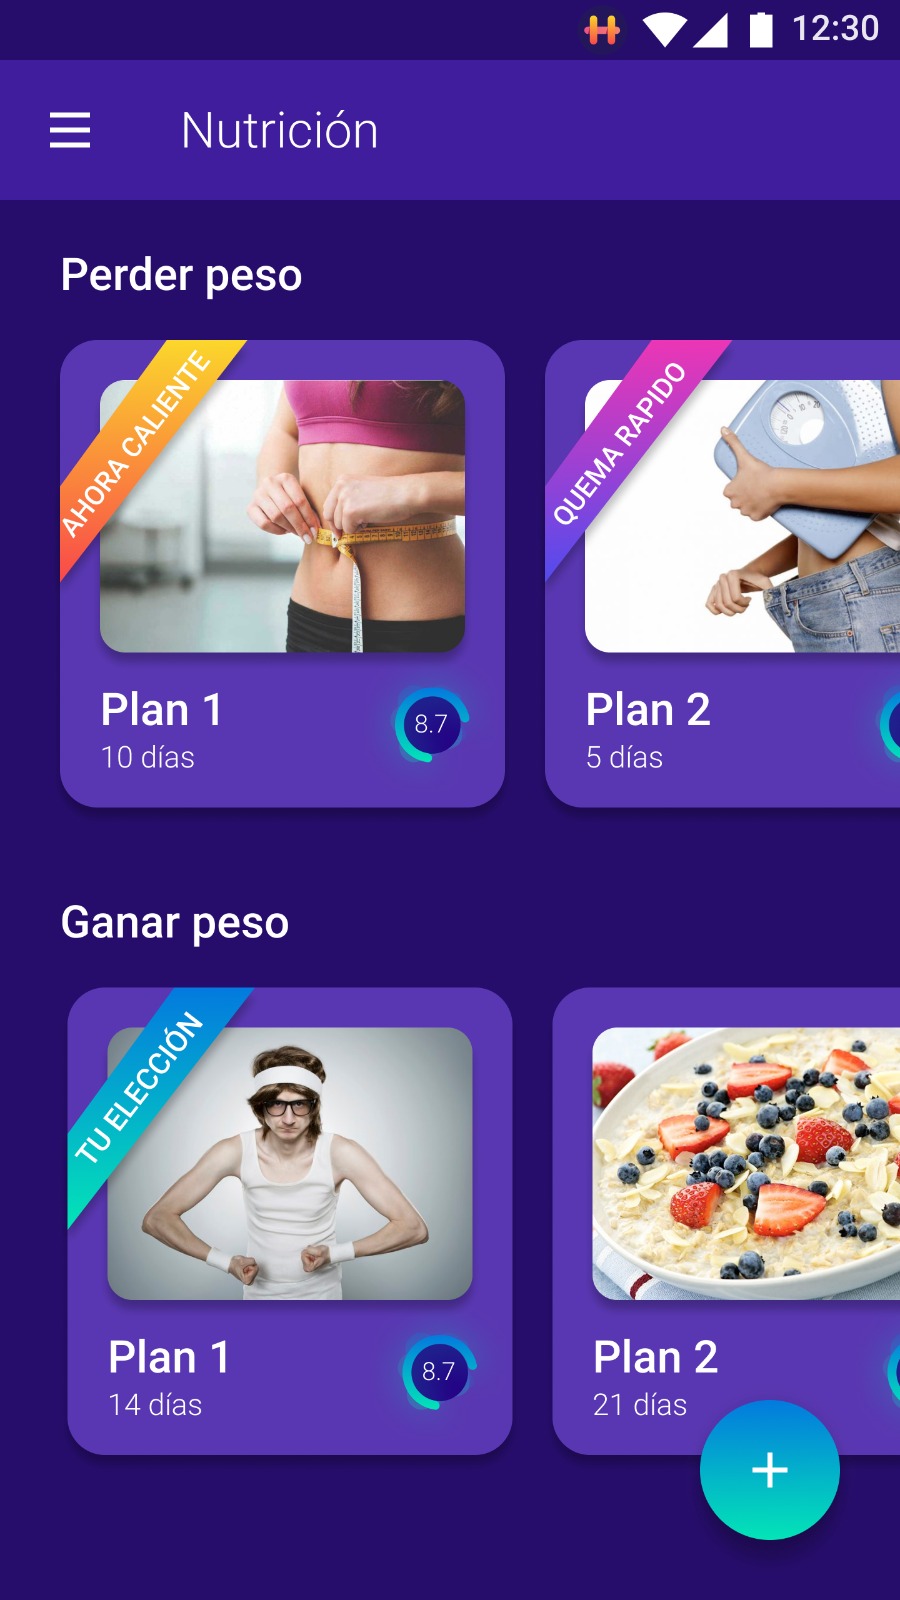 12:30
Nutrición
Perder peso
AHORA CALIENTE
QUEMA RAPIDO
Plan 1
10 días
8.7
Plan 2
5 días
Ganar peso
TU ELECCIÓN
Plan 1
14 días
8.7
Plan 2
21 días